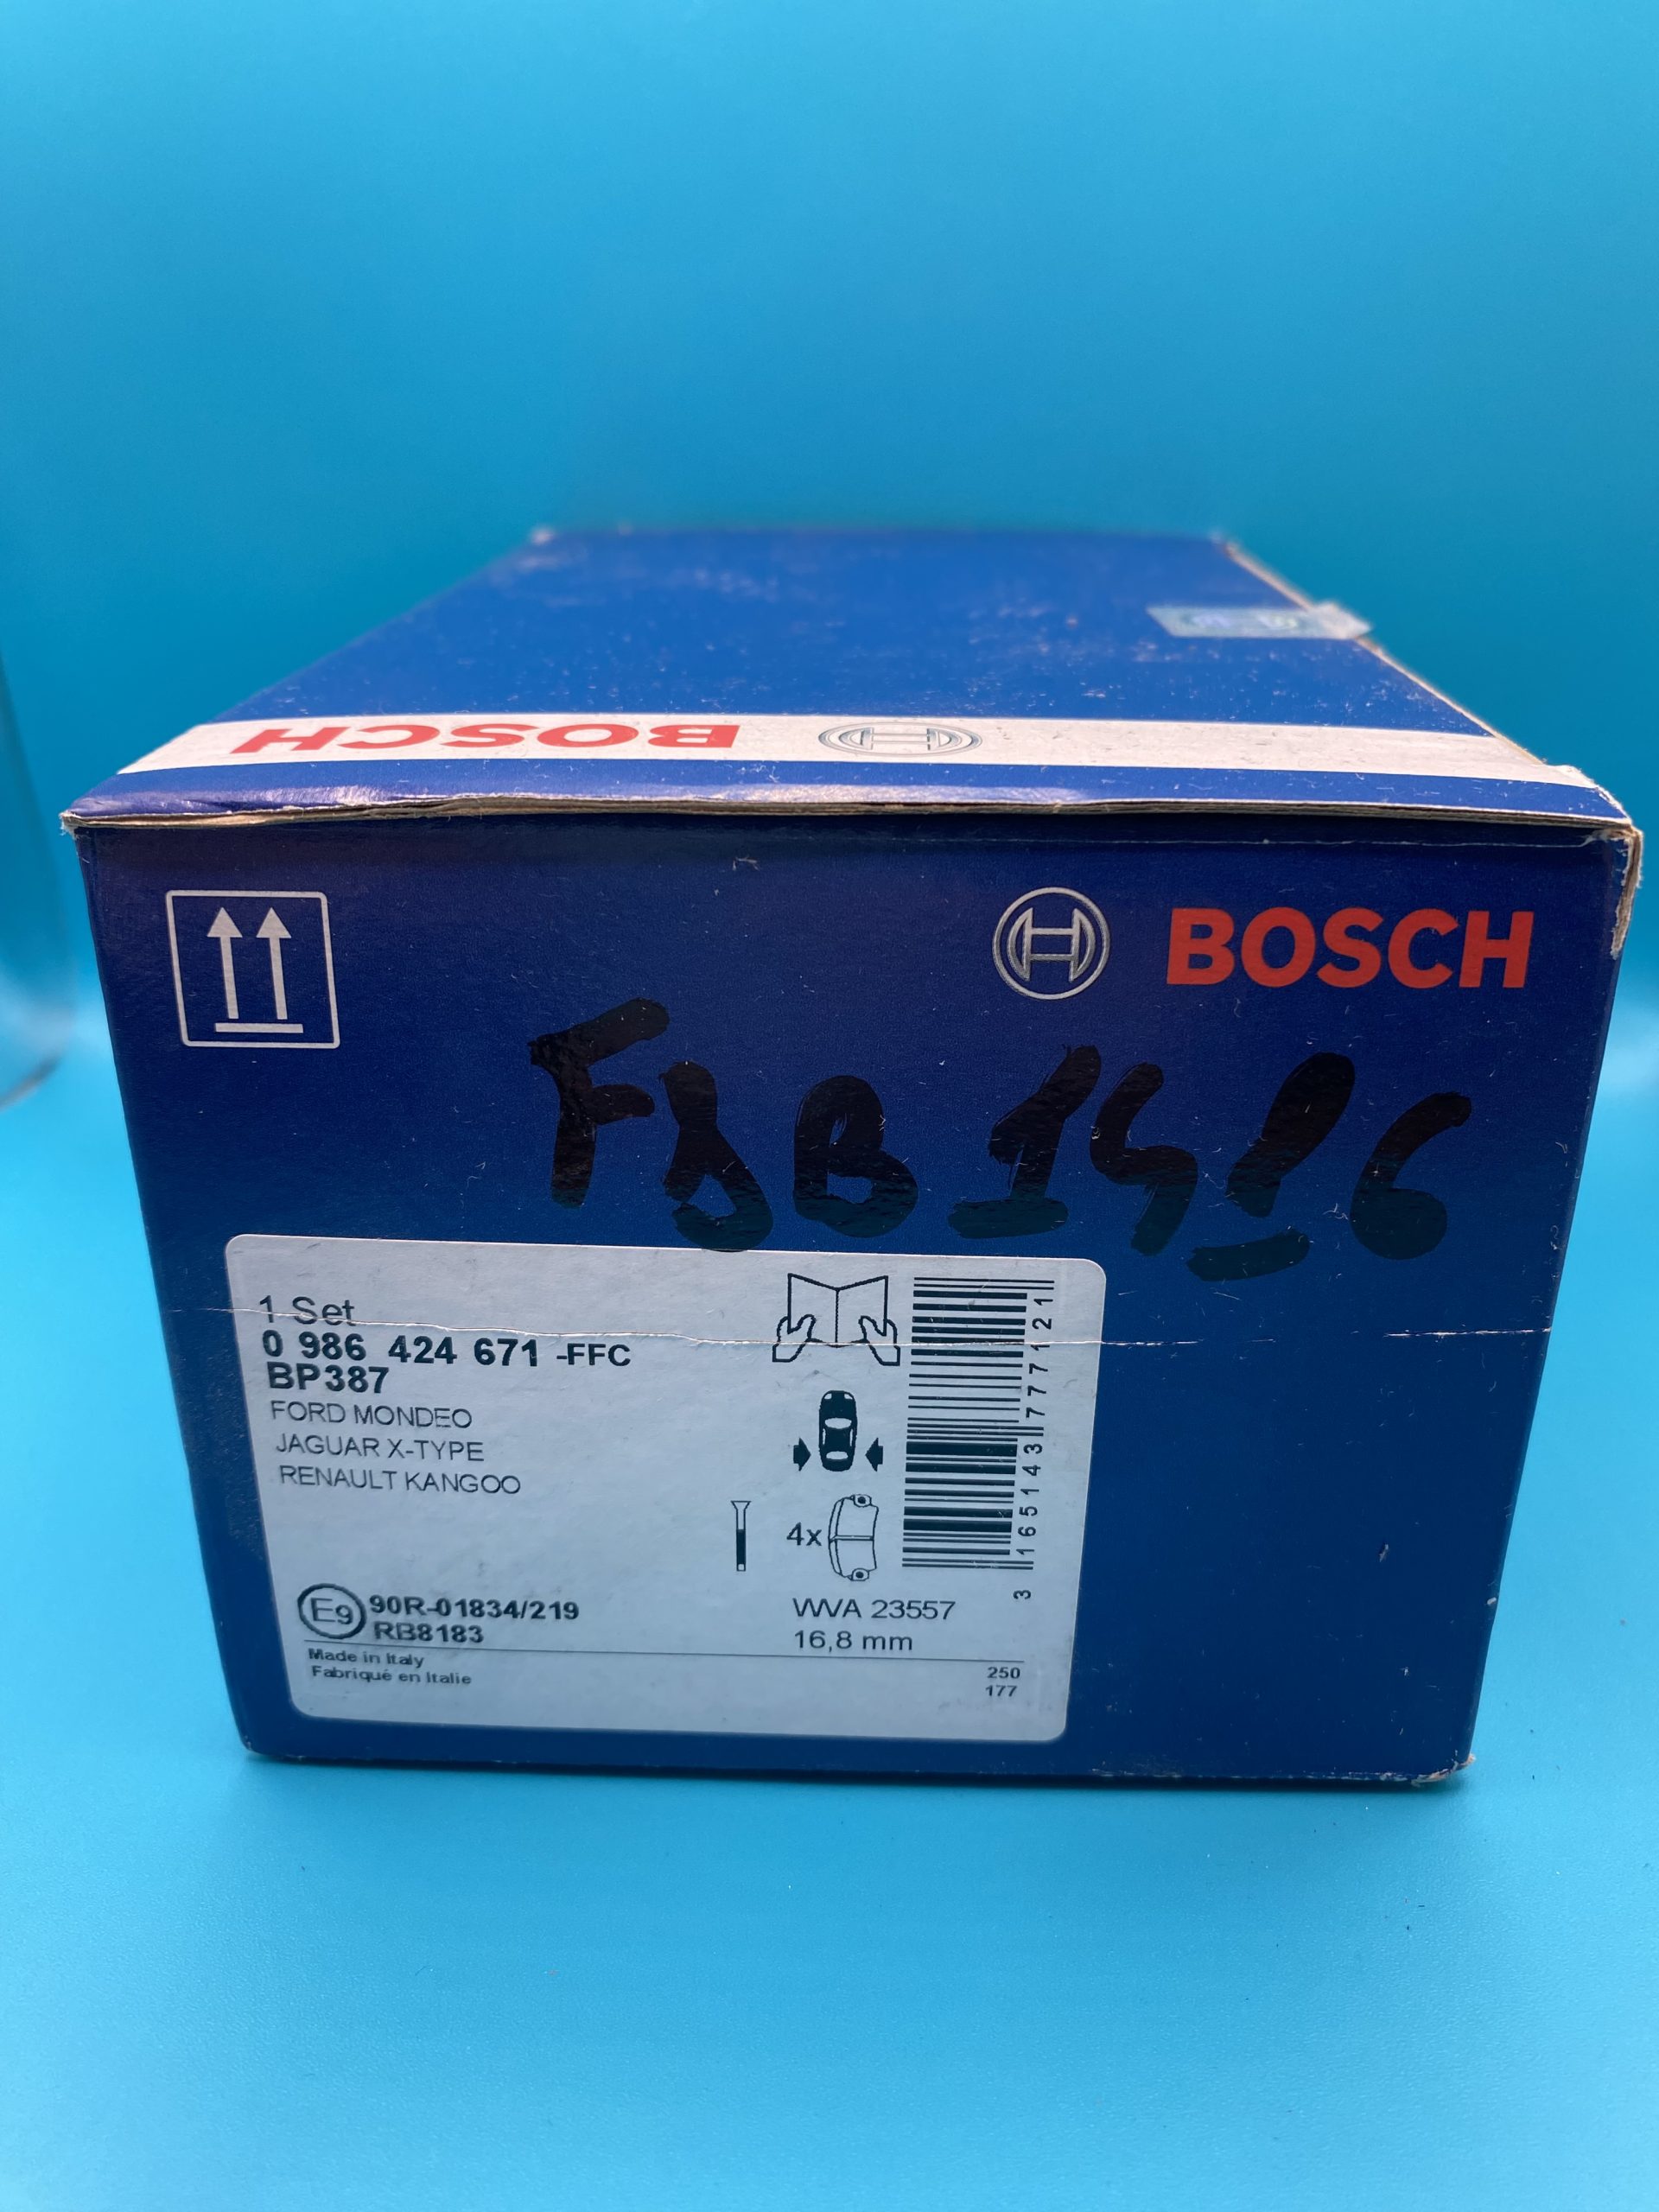 BOSCH
BOSCH
FdB 1496
1 Set
0 986 424 671 -FFC
BP387
FORD MONDEO
JAGUAR X-TYPE
RENAULT KANGOO
4x
3 165143 777121
E9 90R-01834/219
RB8183
WVA 23557
16,8 mm
Made in Italy
Fabriqué en Italie
250
177